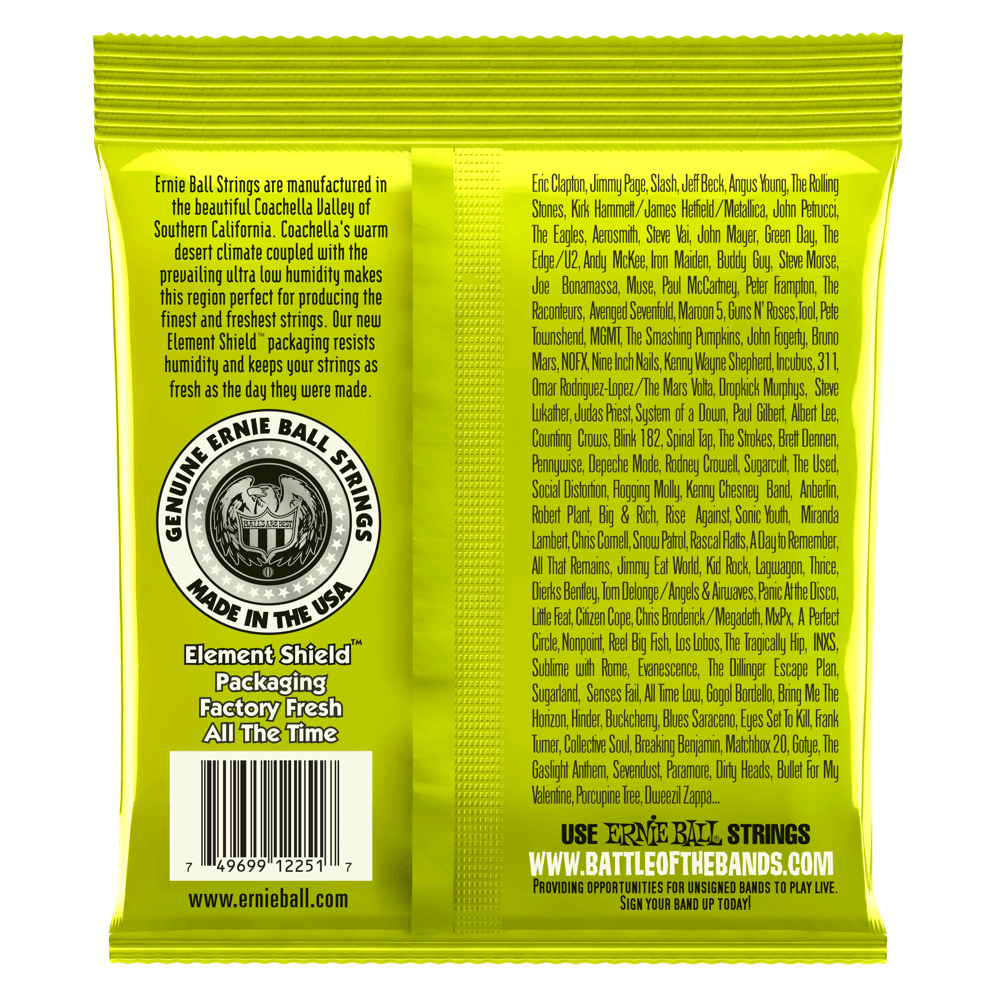 Ernie Ball Strings are manufactured in
the beautiful Coachella Valley of
Southern California. Coachella's warm
desert climate coupled with the
prevailing ultra low humidity makes
this region perfect for producing the
finest and freshest strings. Our new
Element Shield™ packaging resists
humidity and keeps your strings as
fresh as the day they were made.
GENUINE ERNIE BALL STRINGS
BALLS ARE BEST
MADE IN THE USA
Element Shield™
Packaging
Factory Fresh
All The Time
7 49699 12251 7
www.ernieball.com
Eric Clapton, Jimmy Page, Slash, Jeff Beck, Angus Young, The Rolling
Stones, Kirk Hammett/James Hetfield/Metallica, John Petrucci,
The Eagles, Aerosmith, Steve Vai, John Mayer, Green Day, The
Edge/U2, Andy McKee, Iron Maiden, Buddy Guy, Steve Morse,
Joe Bonamassa, Muse, Paul McCartney, Peter Frampton, The
Raconteurs, Avenged Sevenfold, Maroon 5, Guns N' Roses, Tool, Pete
Townshend, MGMT, The Smashing Pumpkins, John Fogerty, Bruno
Mars, NOFX, Nine Inch Nails, Kenny Wayne Shepherd, Incubus, 311,
Omar Rodriguez-Lopez/The Mars Volta, Dropkick Murphys, Steve
Lukather, Judas Priest, System of a Down, Paul Gilbert, Albert Lee,
Counting Crows, Blink 182, Spinal Tap, The Strokes, Brett Dennen,
Pennywise, Depeche Mode, Rodney Crowell, Sugarcult, The Used,
Social Distortion, Flogging Molly, Kenny Chesney Band, Anberlin,
Robert Plant, Big & Rich, Rise Against, Sonic Youth, Miranda
Lambert, Chris Cornell, Snow Patrol, Rascal Flatts, A Day to Remember,
All That Remains, Jimmy Eat World, Kid Rock, Lagwagon, Thrice,
Dierks Bentley, Tom Delonge/Angels & Airwaves, Panic At the Disco,
Little Feat, Citizen Cope, Chris Broderick/Megadeth, MxPx, A Perfect
Circle, Nonpoint, Reel Big Fish, Los Lobos, The Tragically Hip, INXS,
Sublime with Rome, Evanescence, The Dillinger Escape Plan,
Sugarland, Senses Fail, All Time Low, Gogol Bordello, Bring Me The
Horizon, Hinder, Buckcherry, Blues Saraceno, Eyes Set To Kill, Frank
Turner, Collective Soul, Breaking Benjamin, Matchbox 20, Gotye, The
Gaslight Anthem, Sevendust, Paramore, Dirty Heads, Bullet For My
Valentine, Porcupine Tree, Dweezil Zappa...
USE ERNIE BALL® STRINGS
WWW.BATTLEOFTHEBANDS.COM
PROVIDING OPPORTUNITIES FOR UNSIGNED BANDS TO PLAY LIVE.
SIGN YOUR BAND UP TODAY!